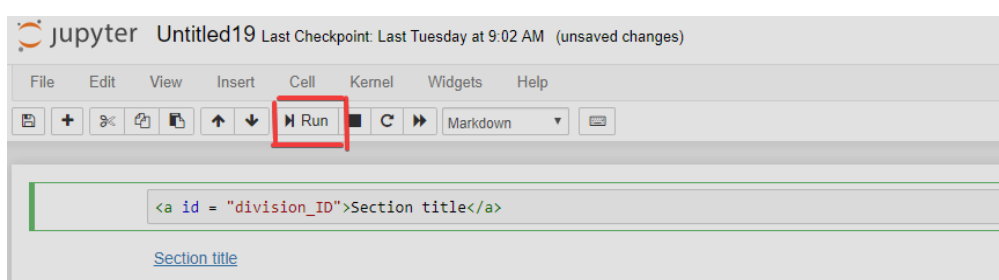 jupyter Untitled19 Last Checkpoint: Last Tuesday at 9:02 AM (unsaved changes)
File Edit View Insert Cell Kernel Widgets Help
Run Markdown
<a id = "division_ID">Section title</a>
Section title